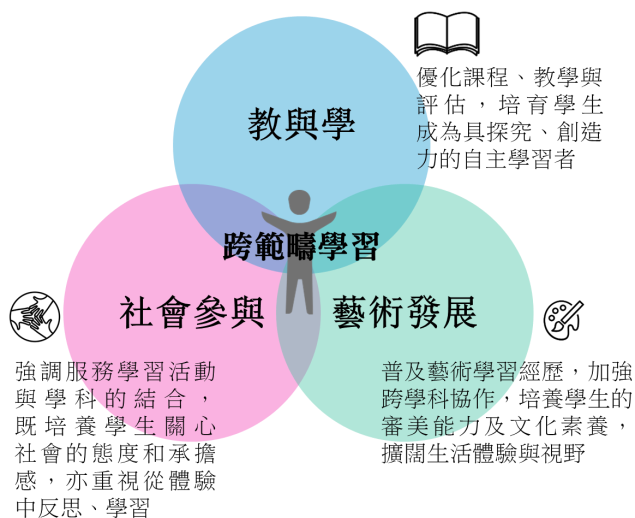 教與學
優化課程、教學與
評估，培育學生
成為具探究、創造
力的自主學習者
跨範疇學習
社會參與
藝術發展
強調服務學習活動
與學科的結合，
既培養學生關心
社會的態度和承擔
感，亦重視從體驗
中反思、學習
普及藝術學習經歷，加強
跨學科協作，培養學生的
審美能力及文化素養，
擴闊生活體驗與視野